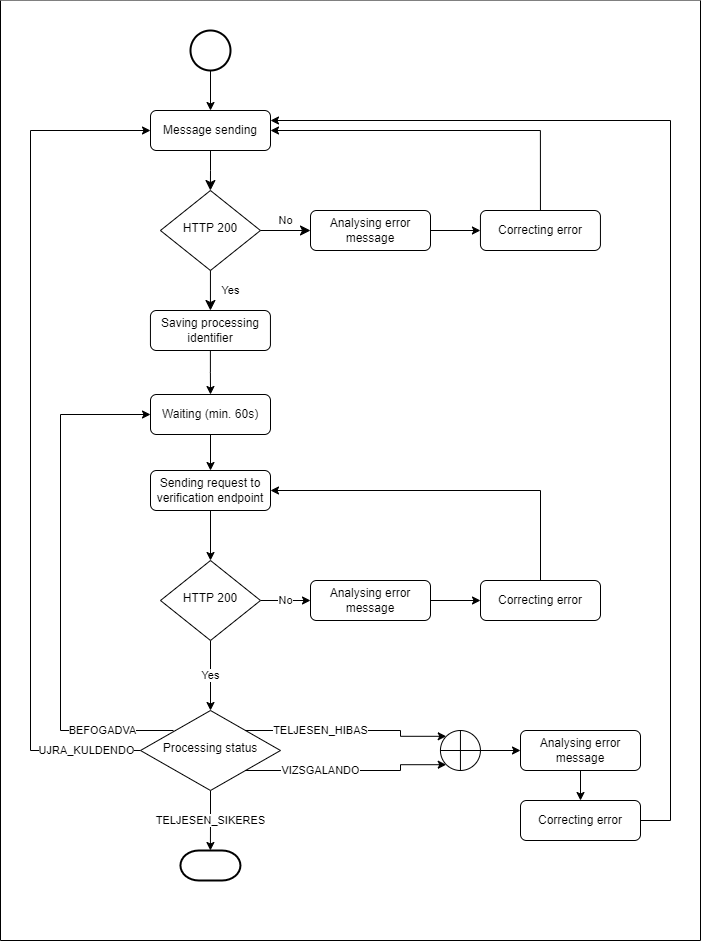 Message sending
HTTP 200
No
Analysing error
message
Correcting error
Yes
Saving processing
identifier
Waiting (min. 60s)
Sending request to
verification endpoint
HTTP 200
No
Analysing error
message
Correcting error
Yes
BEFOGADVA
TELJESEN_HIBAS
UJRA_KULDENDO
Processing status
Analysing error
message
VIZSGALANDO
TELJESEN_SIKERES
Correcting error